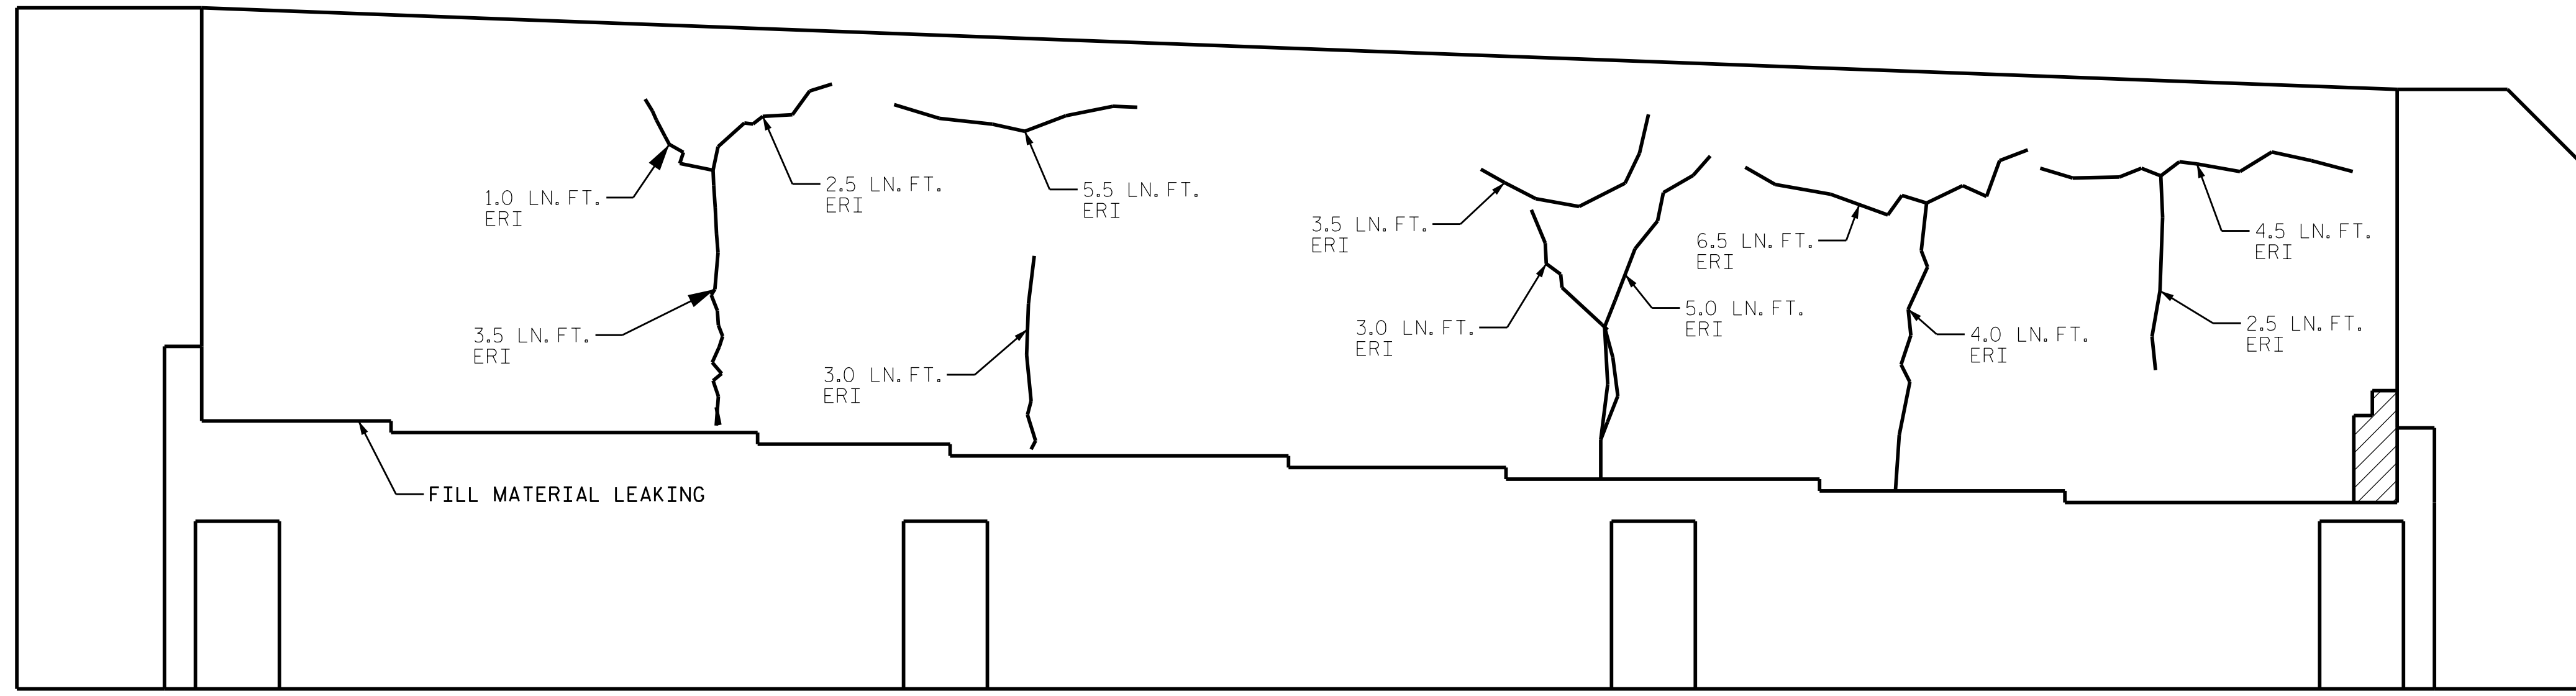 1.0 LN. FT.
ERI
2.5 LN. FT.
ERI
5.5 LN. FT.
ERI
3.5 LN. FT.
ERI
6.5 LN. FT.
ERI
4.5 LN. FT.
ERI
3.5 LN. FT.
ERI
3.0 LN. FT.
ERI
3.0 LN. FT.
ERI
5.0 LN. FT.
ERI
4.0 LN. FT.
ERI
2.5 LN. FT.
ERI
FILL MATERIAL LEAKING